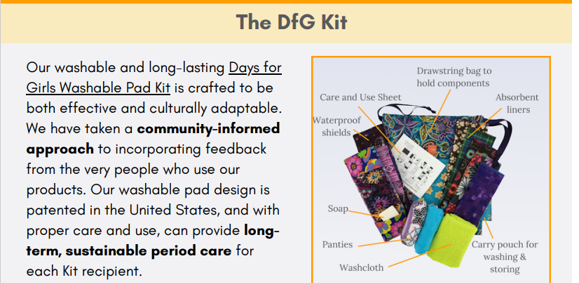 The DfG Kit
Our washable and long-lasting Days for
Girls Washable Pad Kit is crafted to be
both effective and culturally adaptable.
We have taken a community-informed
approach to incorporating feedback
from the very people who use our
products. Our washable pad design is
patented in the United States, and with
proper care and use, can provide long-
term, sustainable period care for
each Kit recipient.
Drawstring bag to
hold components
Care and Use Sheet
Absorbent
liners
Waterproof
shields
Soap
Panties
Washcloth
Carry pouch for
washing &
storing